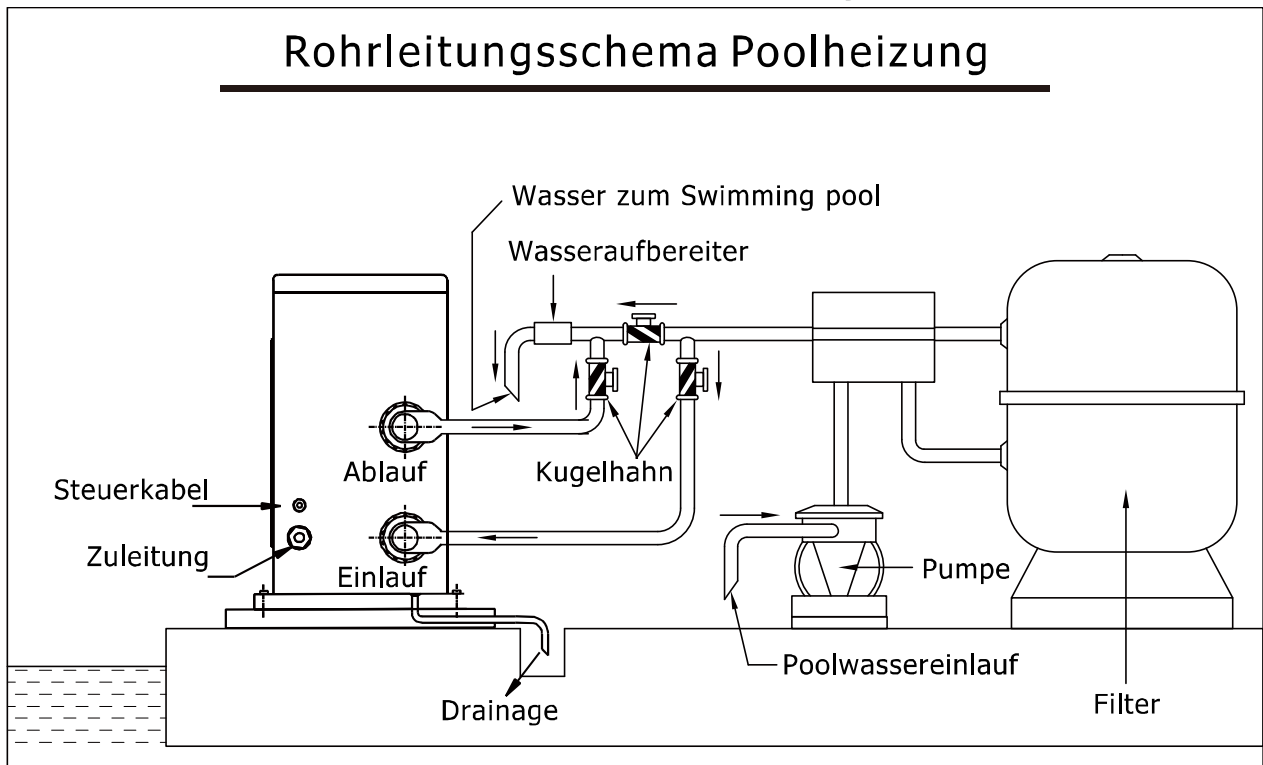 Rohrleitungsschema Poolheizung
Wasser zum Swimming pool
Wasseraufbereiter
Ablauf
Kugelhahn
Steuerkabel
Zuleitung
Einlauf
Pumpe
Poolwassereinlauf
Drainage
Filter